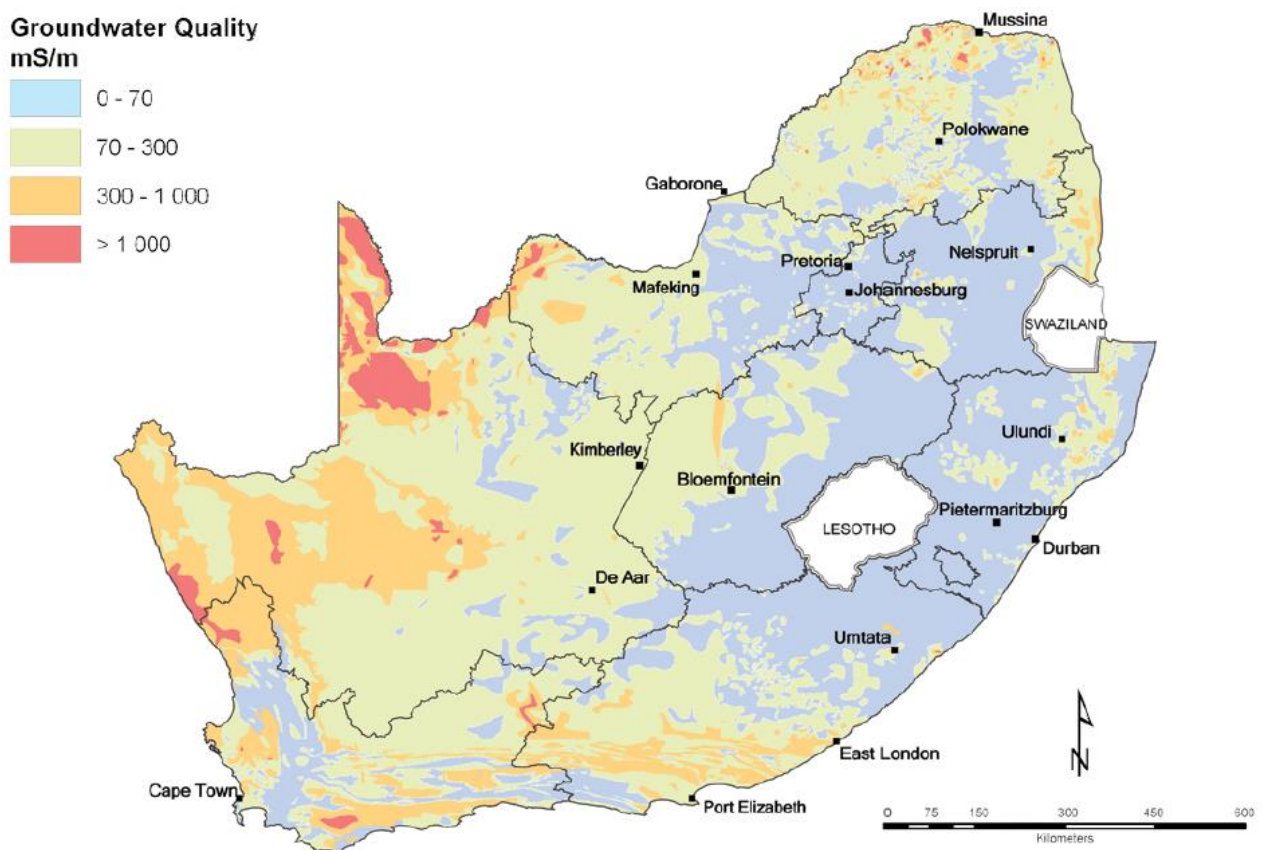 Groundwater Quality
mS/m
0 - 70
70 - 300
300 - 1 000
> 1 000
Mussina
Polokwane
Gaborone
Pretoria
Nelspruit
Mafeking
Johannesburg
SWAZILAND
Ulundi
Kimberley
Bloemfontein
Pietermaritzburg
LESOTHO
Durban
De Aar
Umtata
East London
Cape Town
Port Elizabeth
N
0 75 150 300 450 600
Kilometers